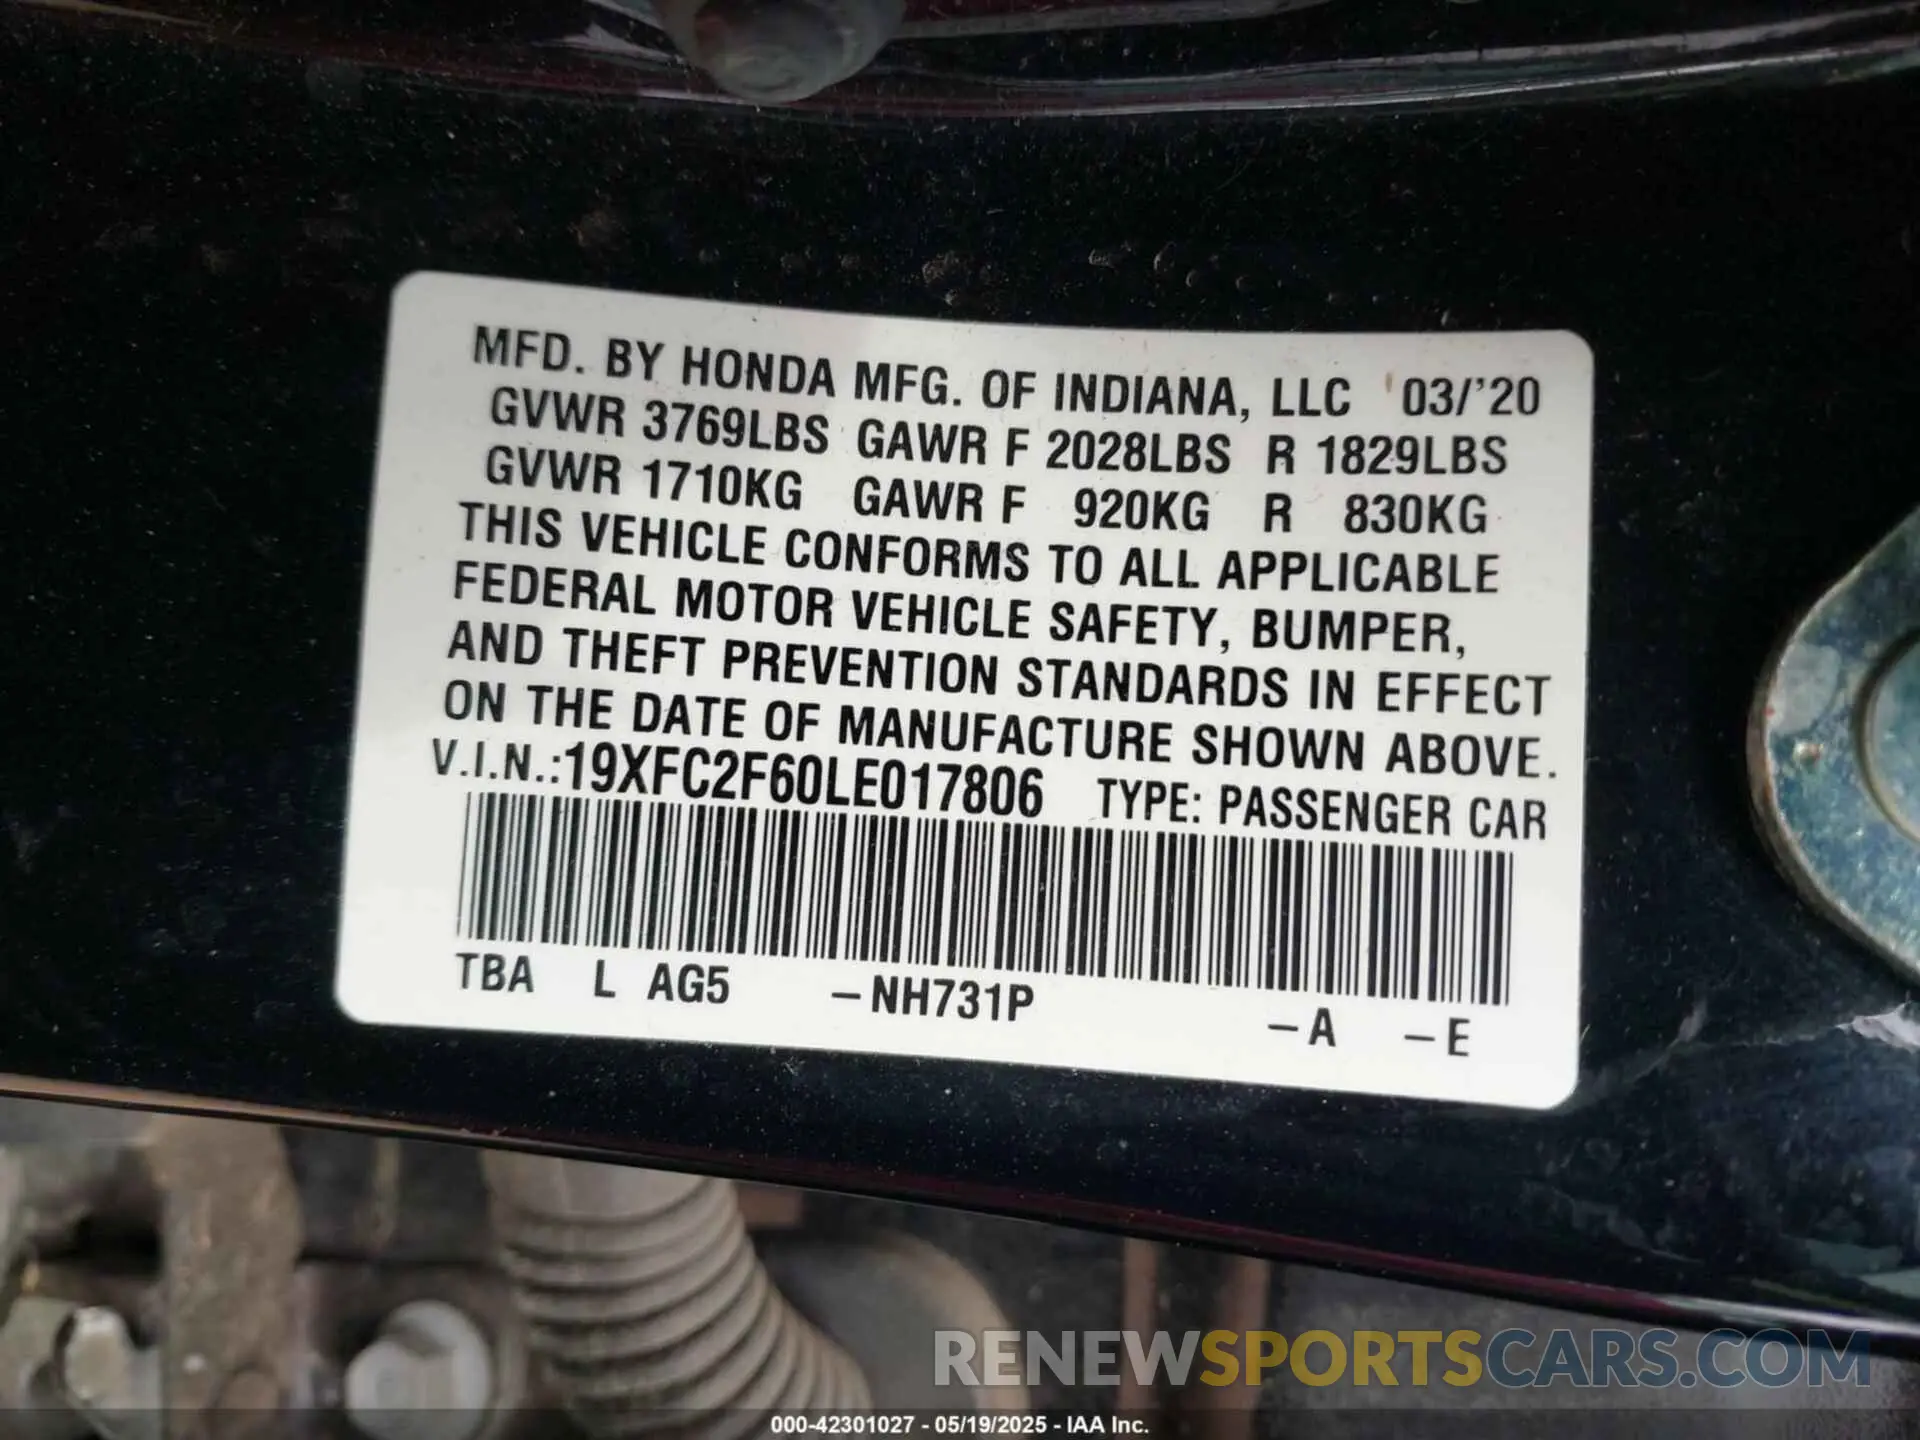 MFD. BY HONDA MFG. OF INDIANA, LLC 03/'20
GVWR 3769LBS GAWR F 2028LBS R 1829LBS
GVWR 1710KG GAWR F 920KG R 830KG
THIS VEHICLE CONFORMS TO ALL APPLICABLE
FEDERAL MOTOR VEHICLE SAFETY, BUMPER,
AND THEFT PREVENTION STANDARDS IN EFFECT
ON THE DATE OF MANUFACTURE SHOWN ABOVE.
V.I.N.:19XFC2F60LE017806 TYPE: PASSENGER CAR
TBA L AG5 –NH731P –A –E
RENEWSPORTSCARS.COM
000-42301027 - 05/19/2025 - IAA Inc.